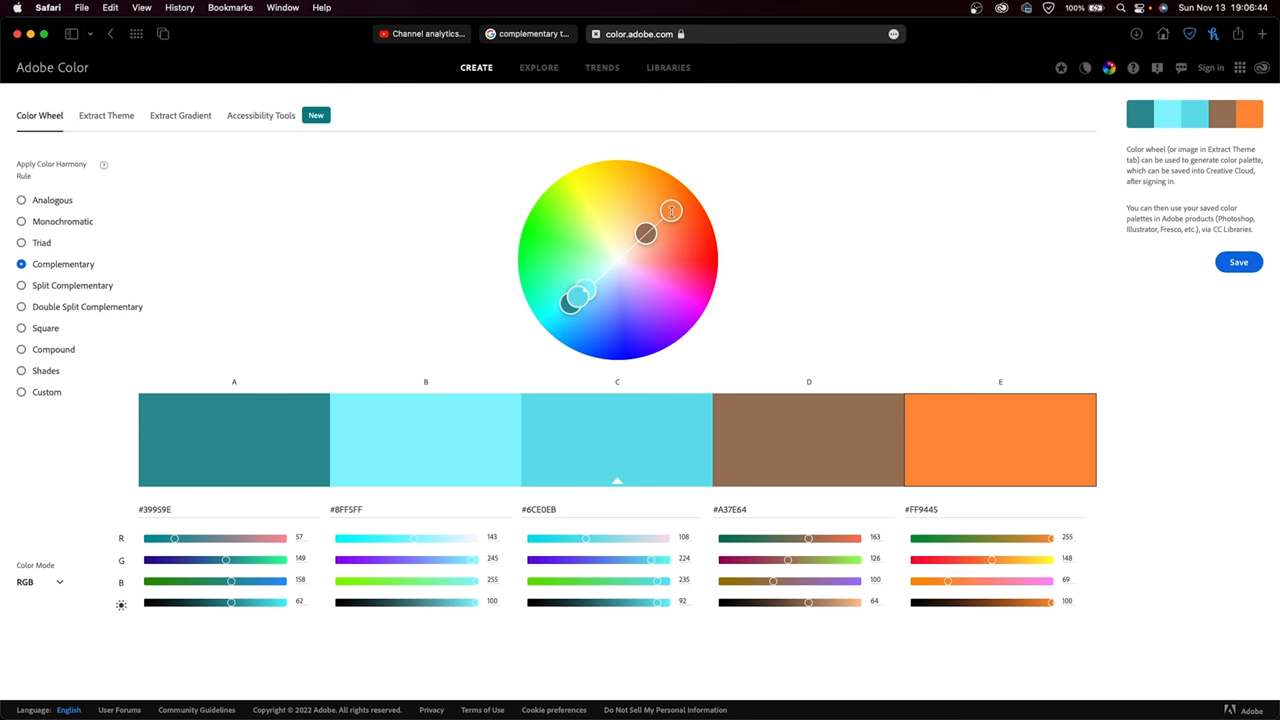 Safari File Edit View History Bookmarks Window Help 100% Sun Nov 13 19:06:44
Channel analytics... complementary t... color.adobe.com
Adobe Color CREATE EXPLORE TRENDS LIBRARIES Sign in
Color Wheel Extract Theme Extract Gradient Accessibility Tools New
Apply Color Harmony
Rule
Analogous
Monochromatic
Triad
Complementary
Split Complementary
Double Split Complementary
Square
Compound
Shades
Custom
Color wheel (or image in Extract Theme
tab) can be used to generate color palette,
which can be saved into Creative Cloud,
after signing in.
You can then use your saved color
palettes in Adobe products (Photoshop,
Illustrator, Fresco, etc.), via CC Libraries.
Save
A B C D E
#39959E #8FF5FF #6CE0EB #A37E64 #FF9445
R 57 143 108 163 255
G 149 245 224 126 148
Color Mode
RGB
B 158 255 235 100 69
62 100 92 64 100
Language: English User Forums Community Guidelines Copyright © 2022 Adobe. All rights reserved. Privacy Terms of Use Cookie preferences Do Not Sell My Personal Information Adobe